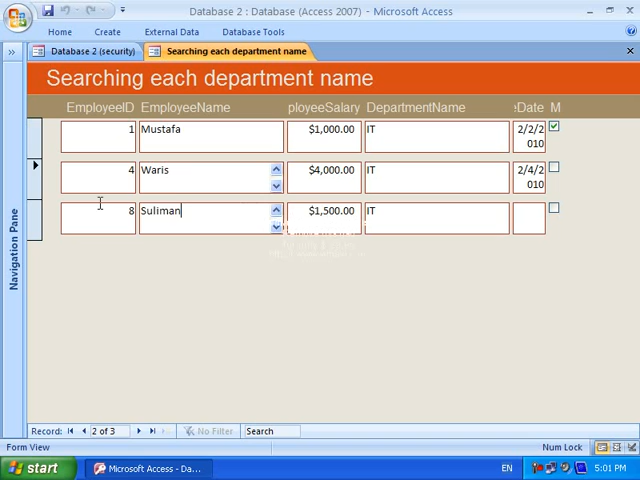 Database 2 : Database (Access 2007) - Microsoft Access
Home Create External Data Database Tools
Database 2 (security) Searching each department name
Searching each department name
EmployeeID EmployeeName ployeeSalary DepartmentName eDate M
1 Mustafa $1,000.00 IT 2/2/2
010
4 Waris $4,000.00 IT 2/4/2
010
8 Suliman $1,500.00 IT
Navigation Pane
Record: 2 of 3 No Filter Search
Form View Num Lock
start Microsoft Access - ... EN 5:01 PM